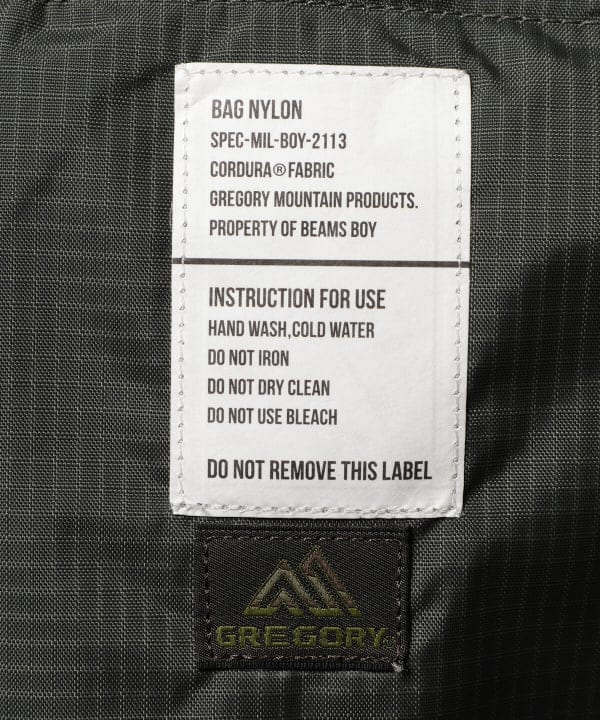 BAG NYLON
SPEC-MIL-BOY-2113
CORDURA®FABRIC
GREGORY MOUNTAIN PRODUCTS.
PROPERTY OF BEAMS BOY
INSTRUCTION FOR USE
HAND WASH,COLD WATER
DO NOT IRON
DO NOT DRY CLEAN
DO NOT USE BLEACH
DO NOT REMOVE THIS LABEL
GREGORY